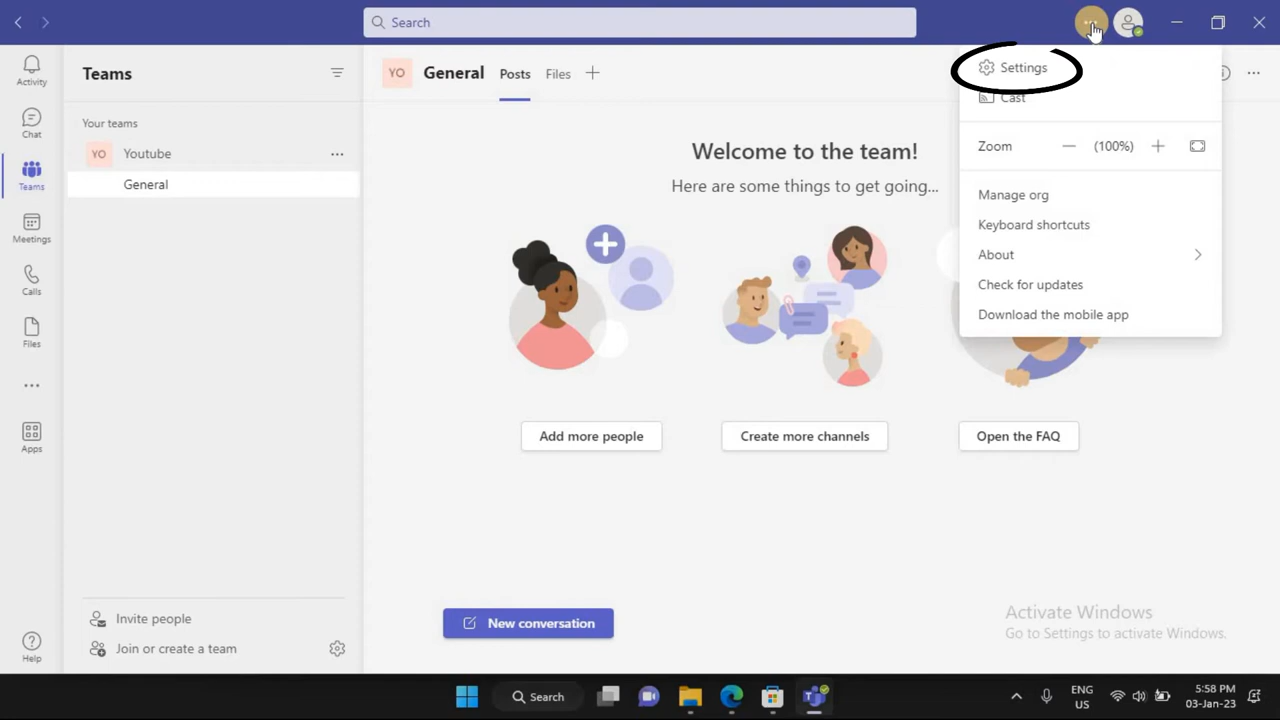 Search
Activity
Chat
Teams
Meetings
Calls
Files
Apps
Help
Teams
Your teams
YO Youtube
General
Invite people
Join or create a team
YO General Posts Files
Welcome to the team!
Here are some things to get going...
Add more people
Create more channels
Open the FAQ
New conversation
Settings
Cast
Zoom (100%)
Manage org
Keyboard shortcuts
About
Check for updates
Download the mobile app
Activate Windows
Go to Settings to activate Windows.
Search
ENG
US
5:58 PM
03-Jan-23